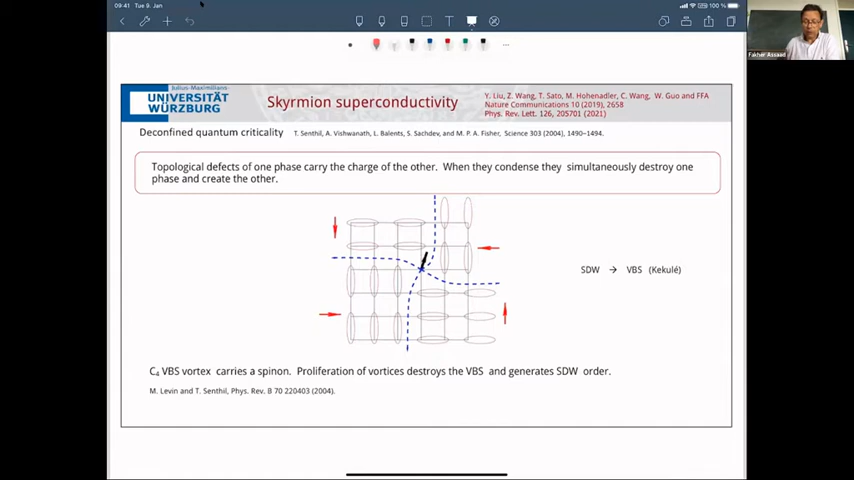 09:41 Tue 9. Jan
100 %
Fakher Assaad
Julius-Maximilians-
UNIVERSITÄT
WÜRZBURG
Skyrmion superconductivity
Y. Liu, Z. Wang, T. Sato, M. Hohenadler, C. Wang, W. Guo and FFA
Nature Communications 10 (2019), 2658
Phys. Rev. Lett. 126, 205701 (2021)
Deconfined quantum criticality T. Senthil, A. Vishwanath, L. Balents, S. Sachdev, and M. P. A. Fisher, Science 303 (2004), 1490–1494.
Topological defects of one phase carry the charge of the other. When they condense they simultaneously destroy one
phase and create the other.
SDW → VBS (Kekulé)
C₄ VBS vortex carries a spinon. Proliferation of vortices destroys the VBS and generates SDW order.
M. Levin and T. Senthil, Phys. Rev. B 70 220403 (2004).